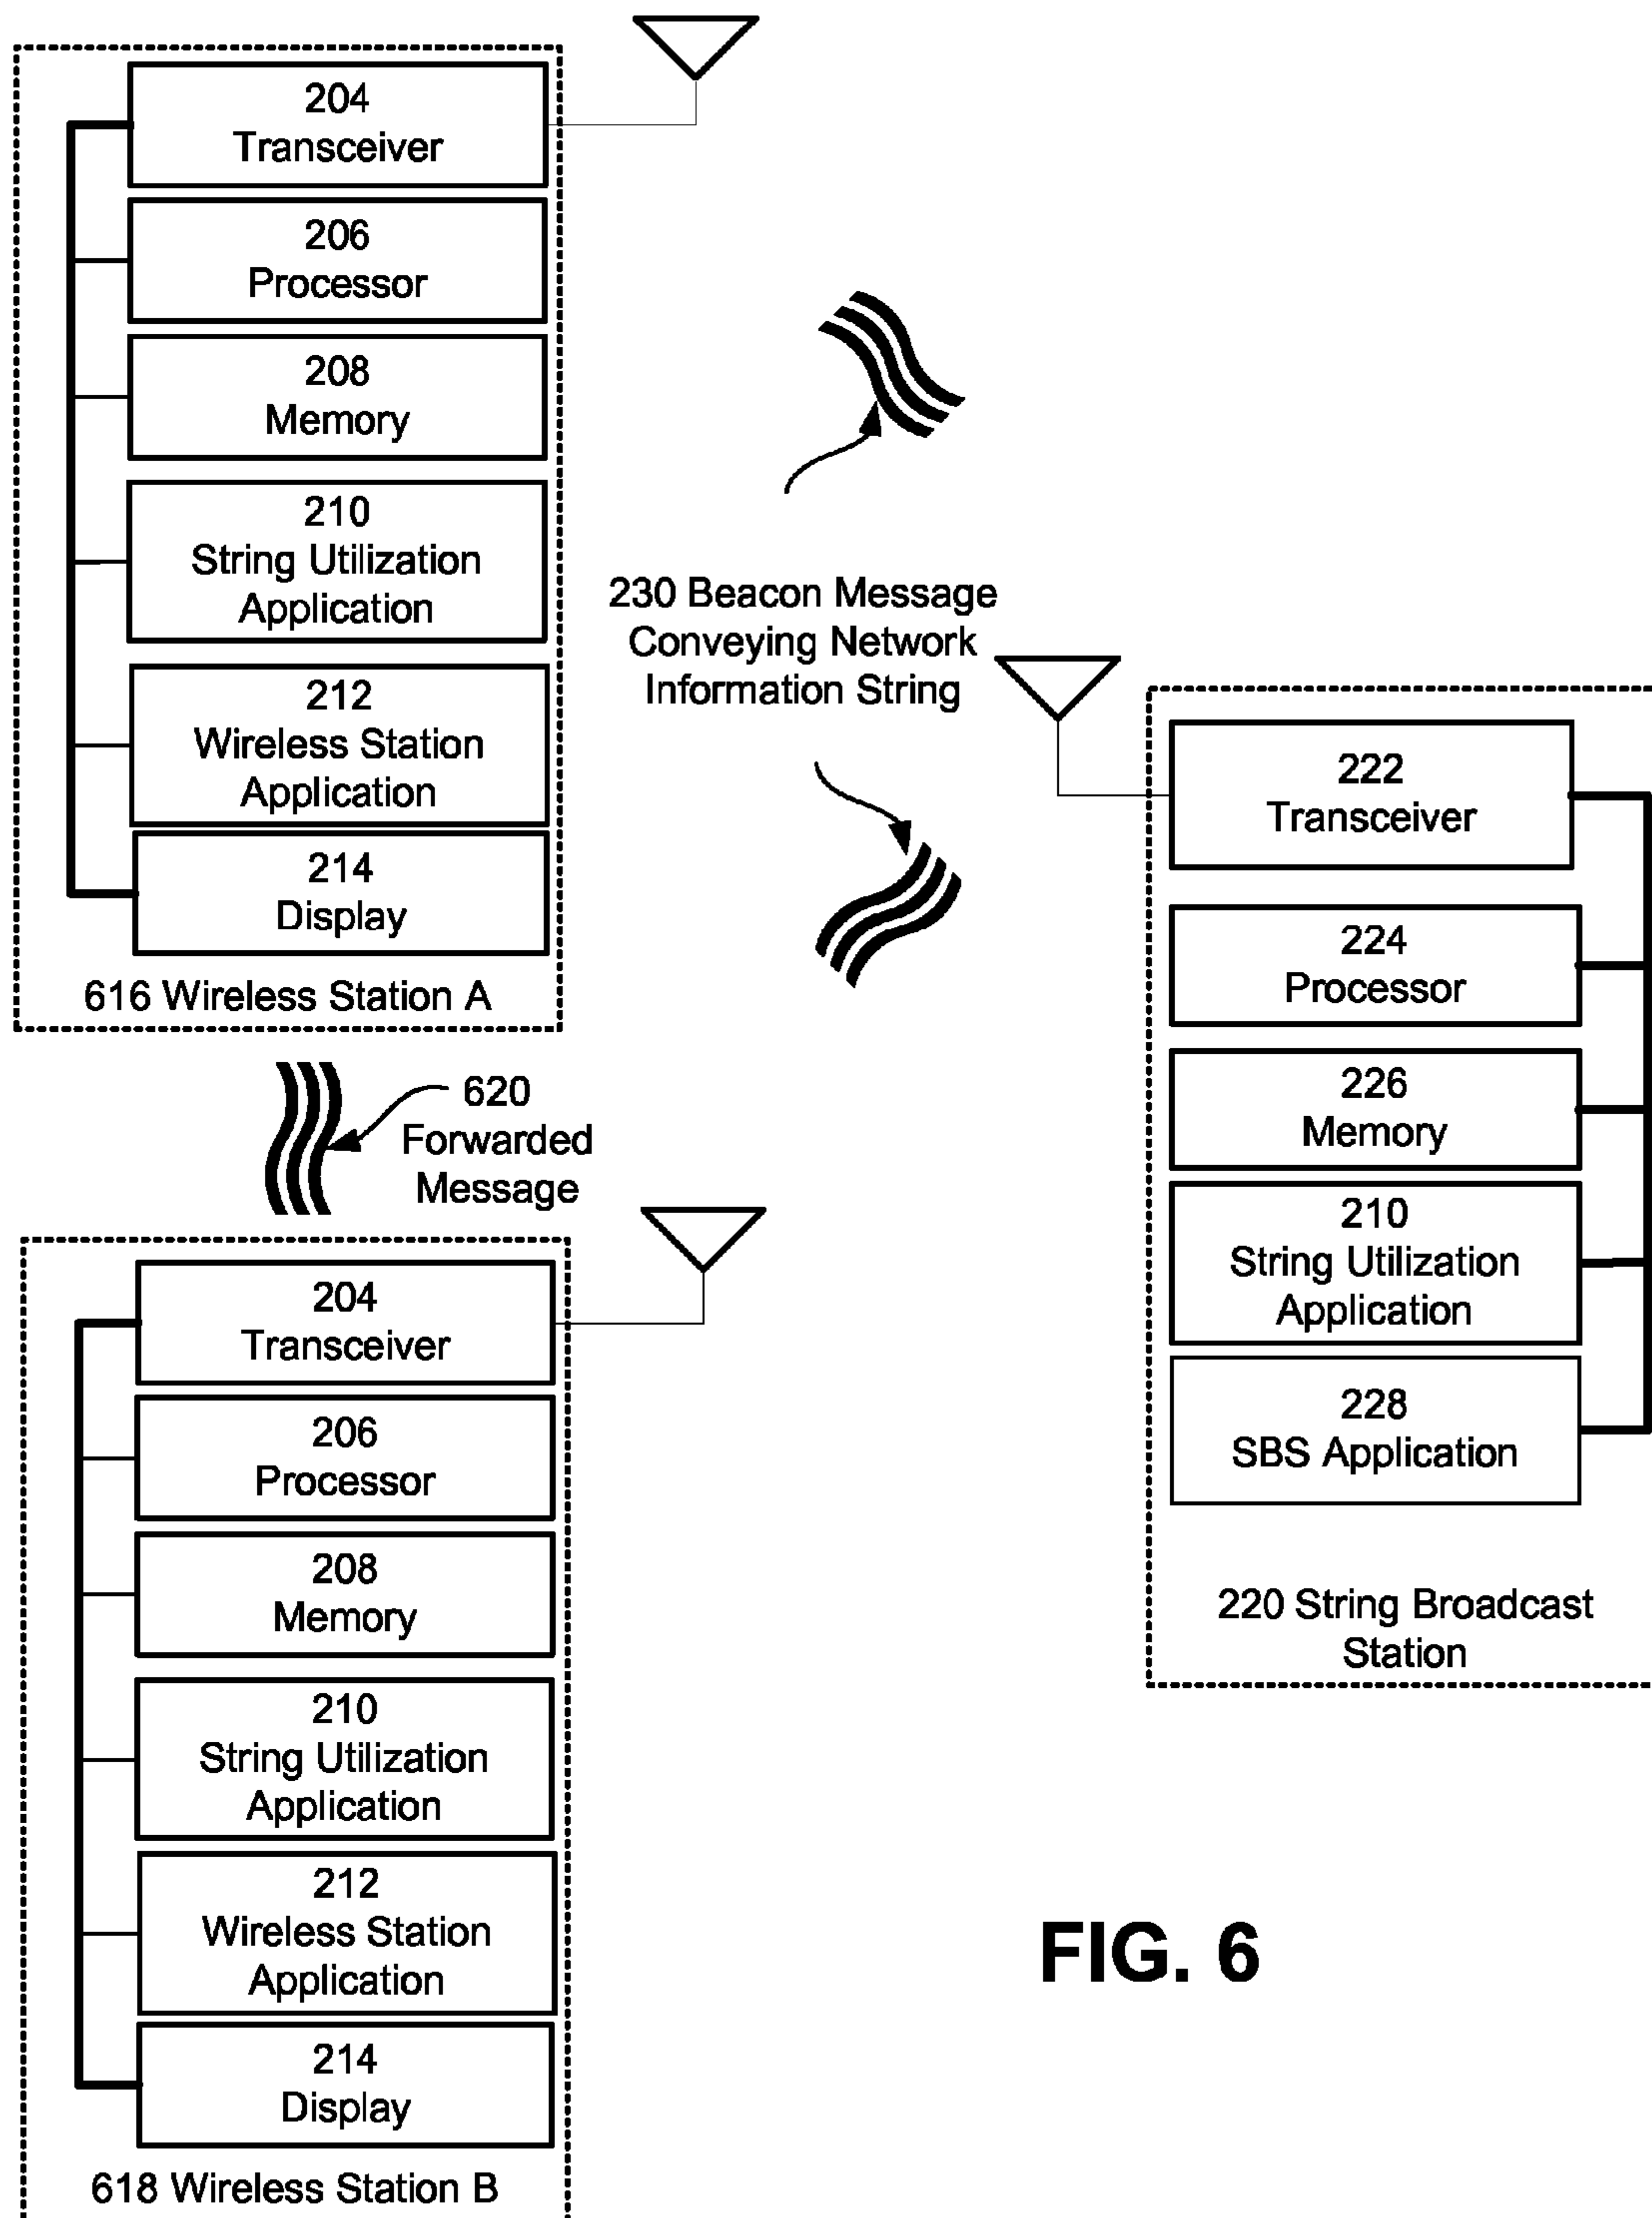 204
Transceiver
206
Processor
208
Memory
210
String Utilization
Application
212
Wireless Station
Application
214
Display
616 Wireless Station A
230 Beacon Message
Conveying Network
Information String
620
Forwarded
Message
204
Transceiver
206
Processor
208
Memory
210
String Utilization
Application
212
Wireless Station
Application
214
Display
618 Wireless Station B
222
Transceiver
224
Processor
226
Memory
210
String Utilization
Application
228
SBS Application
220 String Broadcast
Station
FIG. 6